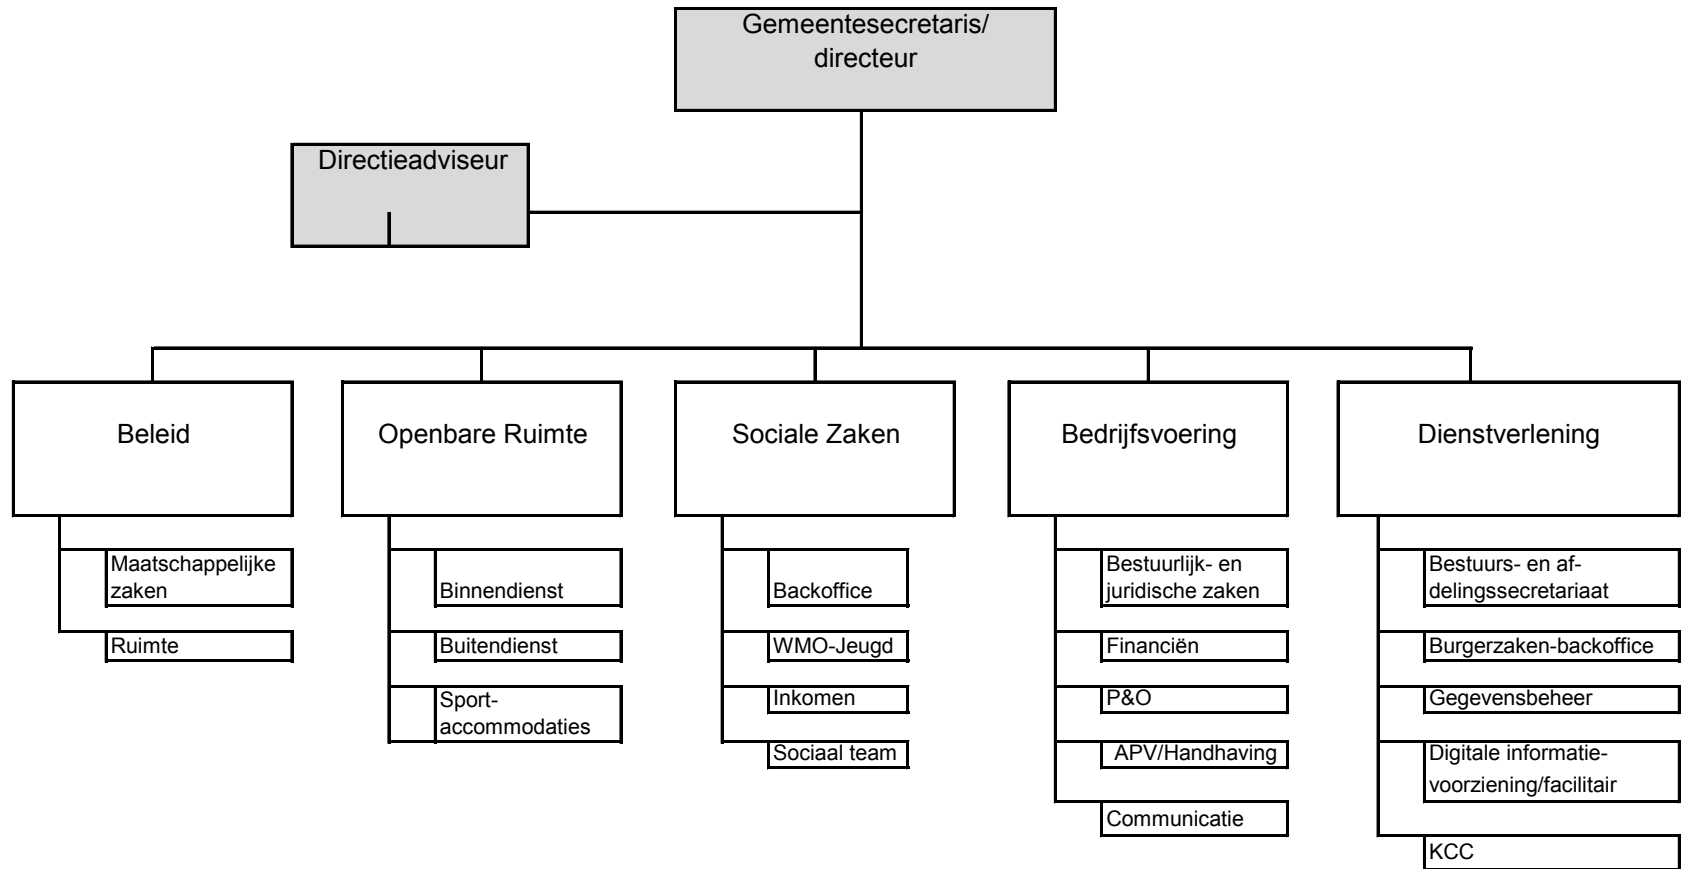 Gemeentesecretaris/
directeur
Directieadviseur
Beleid
Openbare Ruimte
Sociale Zaken
Bedrijfsvoering
Dienstverlening
Maatschappelijke
zaken
Ruimte
Binnendienst
Buitendienst
Sport-
accommodaties
Backoffice
WMO-Jeugd
Inkomen
Sociaal team
Bestuurlijk- en
juridische zaken
Financiën
P&O
APV/Handhaving
Communicatie
Bestuurs- en af-
delingssecretariaat
Burgerzaken-backoffice
Gegevensbeheer
Digitale informatie-
voorziening/facilitair
KCC